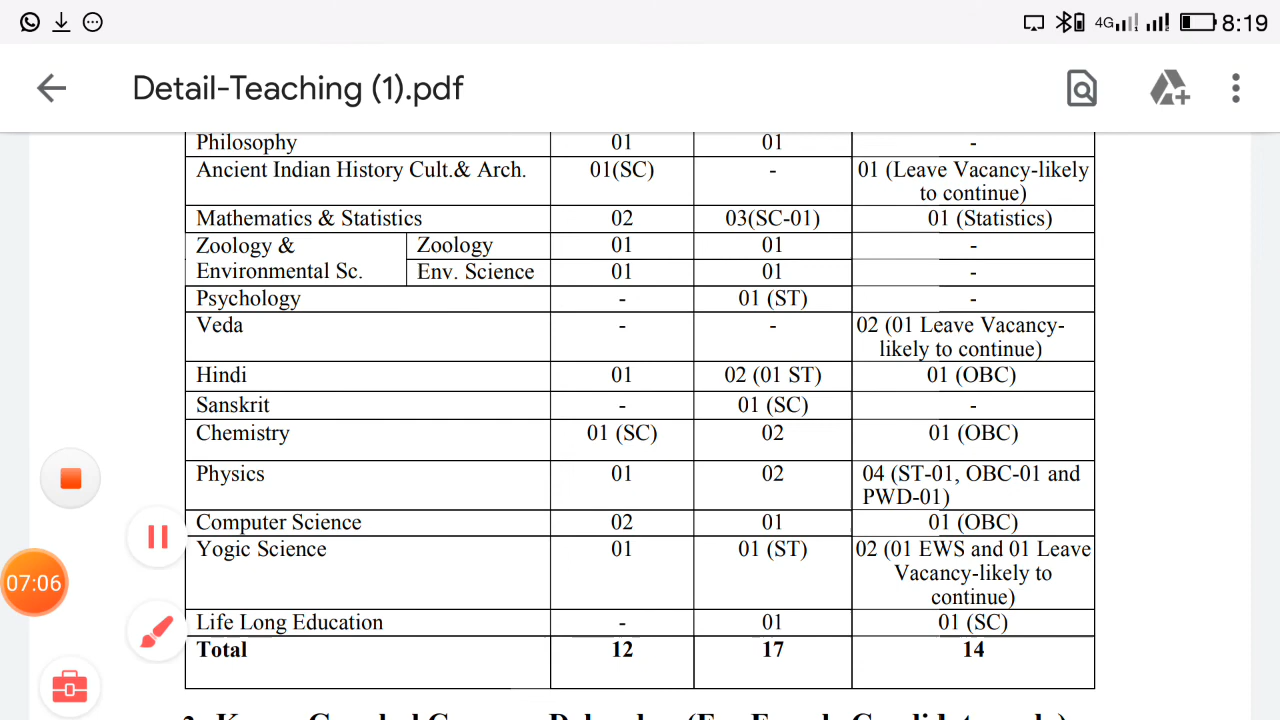 4G 8:19
Detail-Teaching (1).pdf
Philosophy 01 01 -
Ancient Indian History Cult.& Arch. 01(SC) - 01 (Leave Vacancy-likely
to continue)
Mathematics & Statistics 02 03(SC-01) 01 (Statistics)
Zoology & Zoology 01 01 -
Environmental Sc. Env. Science 01 01 -
Psychology - 01 (ST) -
Veda - - 02 (01 Leave Vacancy-
likely to continue)
Hindi 01 02 (01 ST) 01 (OBC)
Sanskrit - 01 (SC) -
Chemistry 01 (SC) 02 01 (OBC)
Physics 01 02 04 (ST-01, OBC-01 and
PWD-01)
Computer Science 02 01 01 (OBC)
Yogic Science 01 01 (ST) 02 (01 EWS and 01 Leave
Vacancy-likely to
continue)
07:06
Life Long Education - 01 01 (SC)
Total 12 17 14